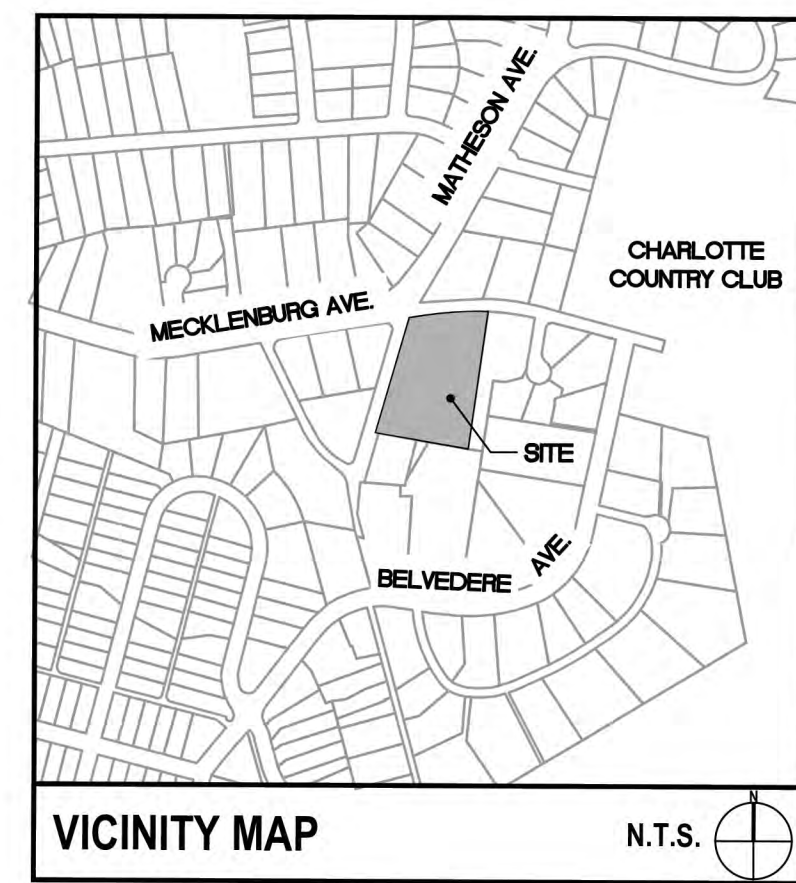 MATHESON AVE.
CHARLOTTE
COUNTRY CLUB
MECKLENBURG AVE.
SITE
BELVEDERE AVE.
VICINITY MAP
N.T.S.
N